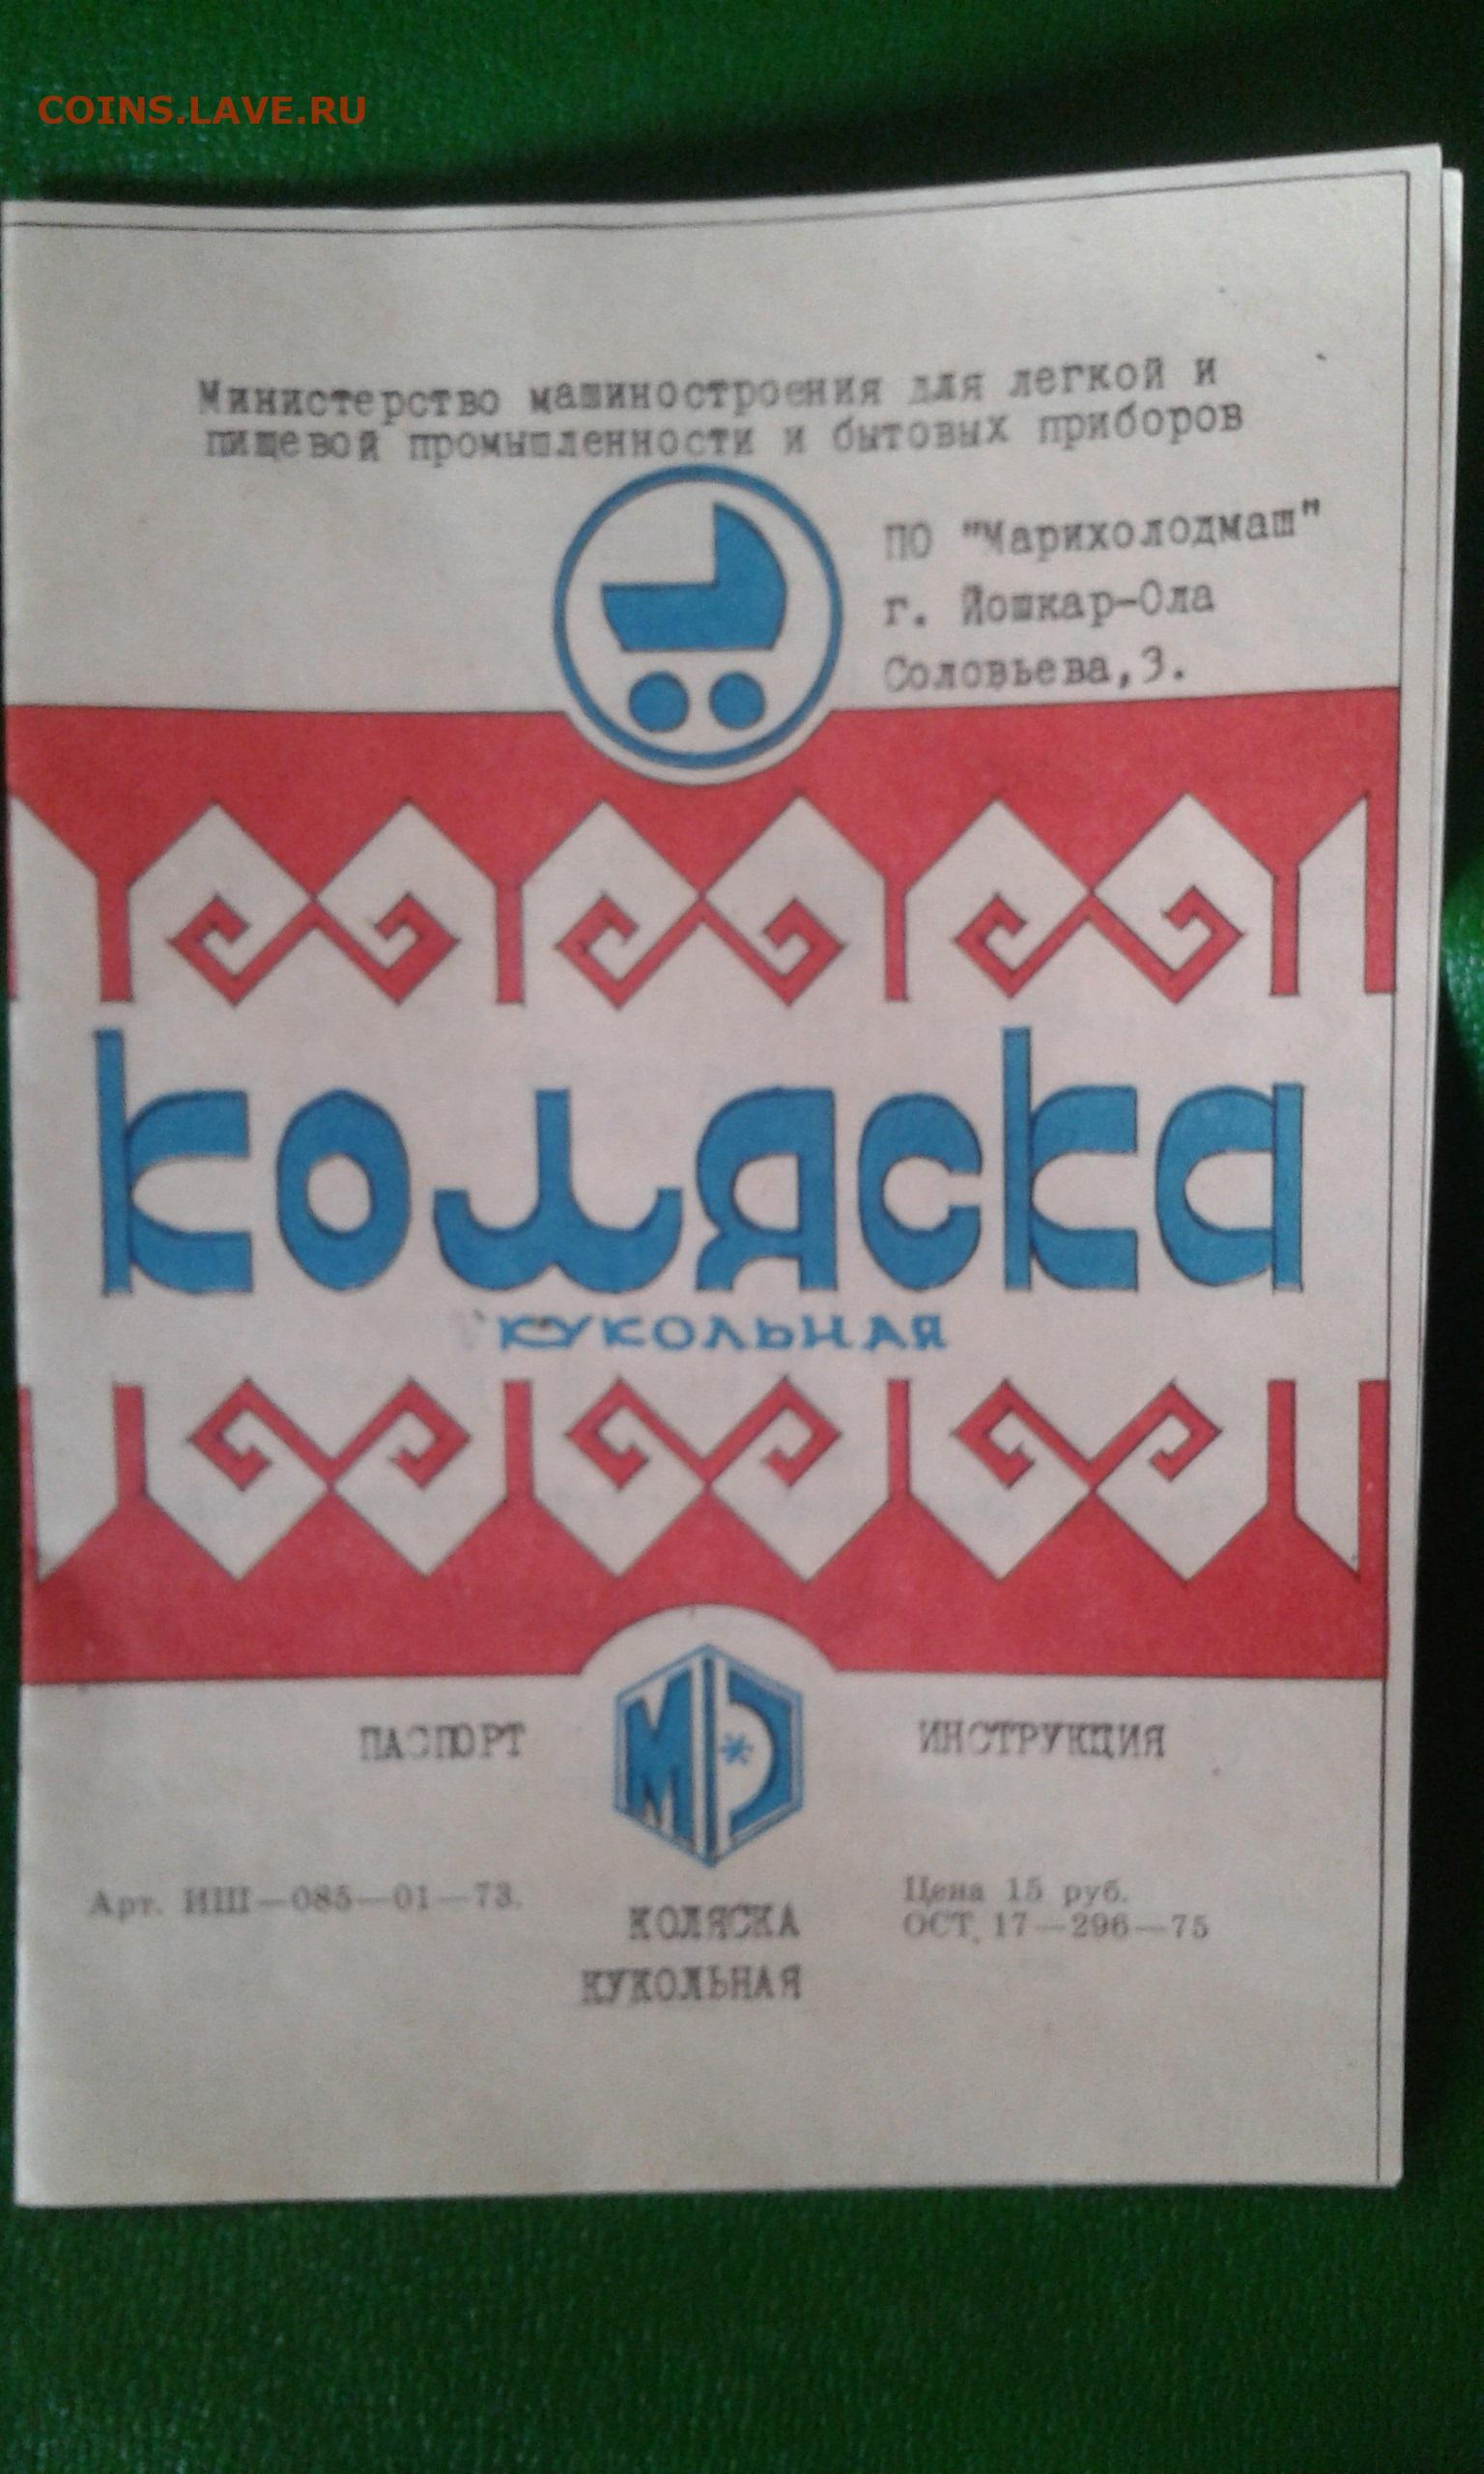 COINS.LAVE.RU
Министерство машиностроения для легкой и
пищевой промышленности и бытовых приборов
ПО "Марихолодмаш"
г. Йошкар-Ола
Соловьева,3.
коляска
КУКОЛЬНАЯ
ПАСПОРТ
ИНСТРУКЦИЯ
Арт. ИШ—085—01—73.
КОЛЯСКА
КУКОЛЬНАЯ
Цена 15 руб.
ОСТ. 17—296—75